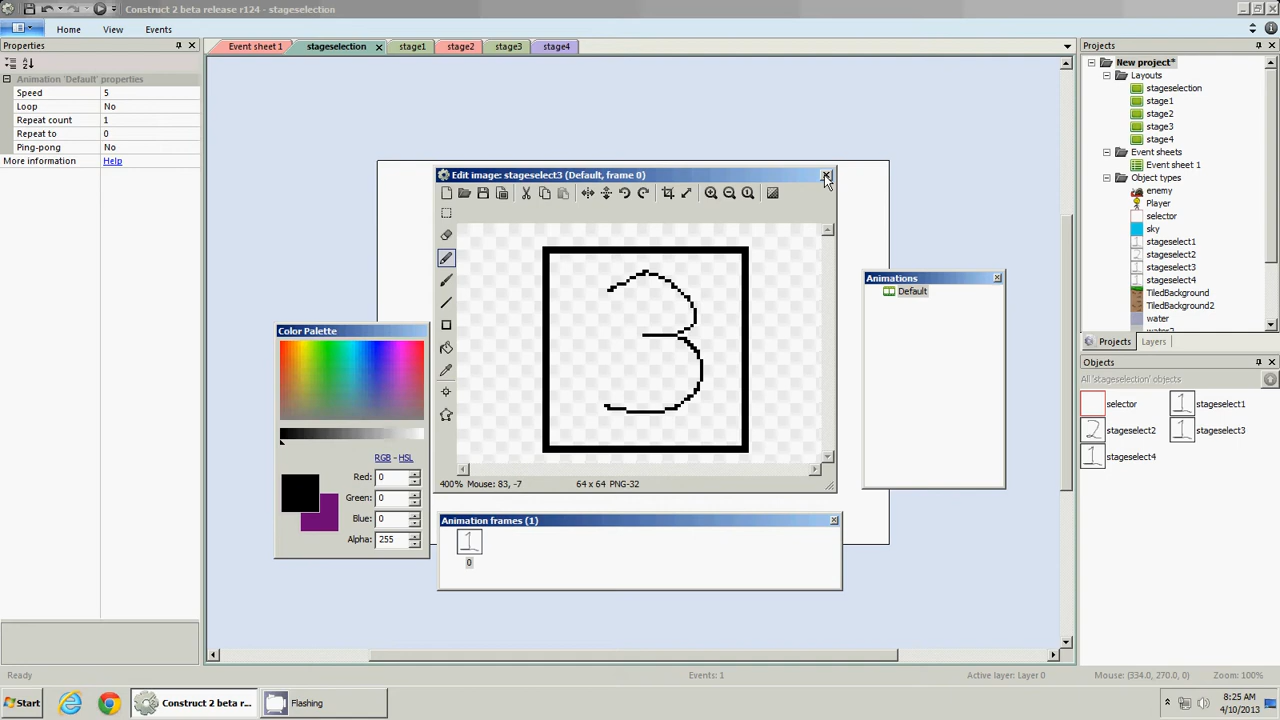 Construct 2 beta release r124 - stageselection
Home View Events
Properties
Animation 'Default' properties
Speed 5
Loop No
Repeat count 1
Repeat to 0
Ping-pong No
More information Help
Event sheet 1 stageselection stage1 stage2 stage3 stage4
Edit image: stageselect3 (Default, frame 0)
3
400% Mouse: 83, -7 64 x 64 PNG-32
Color Palette
RGB - HSL
Red: 0
Green: 0
Blue: 0
Alpha: 255
Animation frames (1)
1
0
Animations
Default
Projects
New project*
Layouts
stageselection
stage1
stage2
stage3
stage4
Event sheets
Event sheet 1
Object types
enemy
Player
selector
sky
stageselect1
stageselect2
stageselect3
stageselect4
TiledBackground
TiledBackground2
water
water2
Projects Layers
Objects
All 'stageselection' objects
selector 1 stageselect1
2 stageselect2 1 stageselect3
1 stageselect4
Ready Events: 1 Active layer: Layer 0 Mouse: (334.0, 270.0, 0) Zoom: 100%
Start Construct 2 beta r... Flashing 8:25 AM
4/10/2013